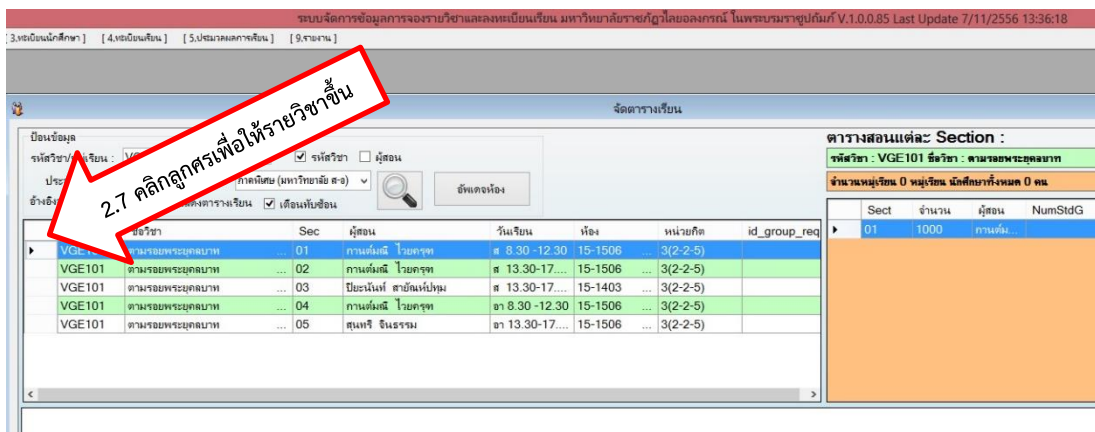 ระบบจัดการข้อมูลการจองรายวิชาและลงทะเบียนเรียน มหาวิทยาลัยราชภัฏวไลยอลงกรณ์ ในพระบรมราชูปถัมภ์ V.1.0.0.85 Last Update 7/11/2556 13:36:18
3.ทะเบียนนักศึกษา ] [ 4.ทะเบียนเรียน ] [ 5.ประมวลผลการเรียน ] [ 9.รายงาน ]
จัดตารางเรียน
2.7 คลิกลูกศรเพื่อให้รายวิชาขึ้น
ป้อนข้อมูล
รหัสวิชา/ เรียน : รหัสวิชา ผู้สอน
ภาคพิเศษ (มหาวิทยาลัย ส-อ)
ตารางเรียน เตือนทับซ้อน
อัพเดจห้อง
ชื่อวิชา Sec ผู้สอน วันเรียน ห้อง หน่วยกิต id_group_req
ตามรอยพระยุคลบาท ... 01 กานต์มณี ไวยครุฑ ส 8.30 -12.30 15-1506 ... 3(2-2-5)
VGE101 ตามรอยพระยุคลบาท ... 02 กานต์มณี ไวยครุฑ ส 13.30-17.... 15-1506 ... 3(2-2-5)
VGE101 ตามรอยพระยุคลบาท ... 03 ปิยะนันท์ สายัณห์ปทุม ส 13.30-17.... 15-1403 ... 3(2-2-5)
VGE101 ตามรอยพระยุคลบาท ... 04 กานต์มณี ไวยครุฑ อา 8.30 -12.30 15-1506 ... 3(2-2-5)
VGE101 ตามรอยพระยุคลบาท ... 05 สุนทรี จีนธรรม อา 13.30-17.... 15-1506 ... 3(2-2-5)
ตารางสอนแต่ละ Section :
รหัสวิชา : VGE101 ชื่อวิชา : ตามรอยพระยุคลบาท
จำนวนหมู่เรียน 0 หมู่เรียน นักศึกษาทั้งหมด 0 คน
Sect จำนวน ผู้สอน NumStdG
01 1000 กานต์ม...